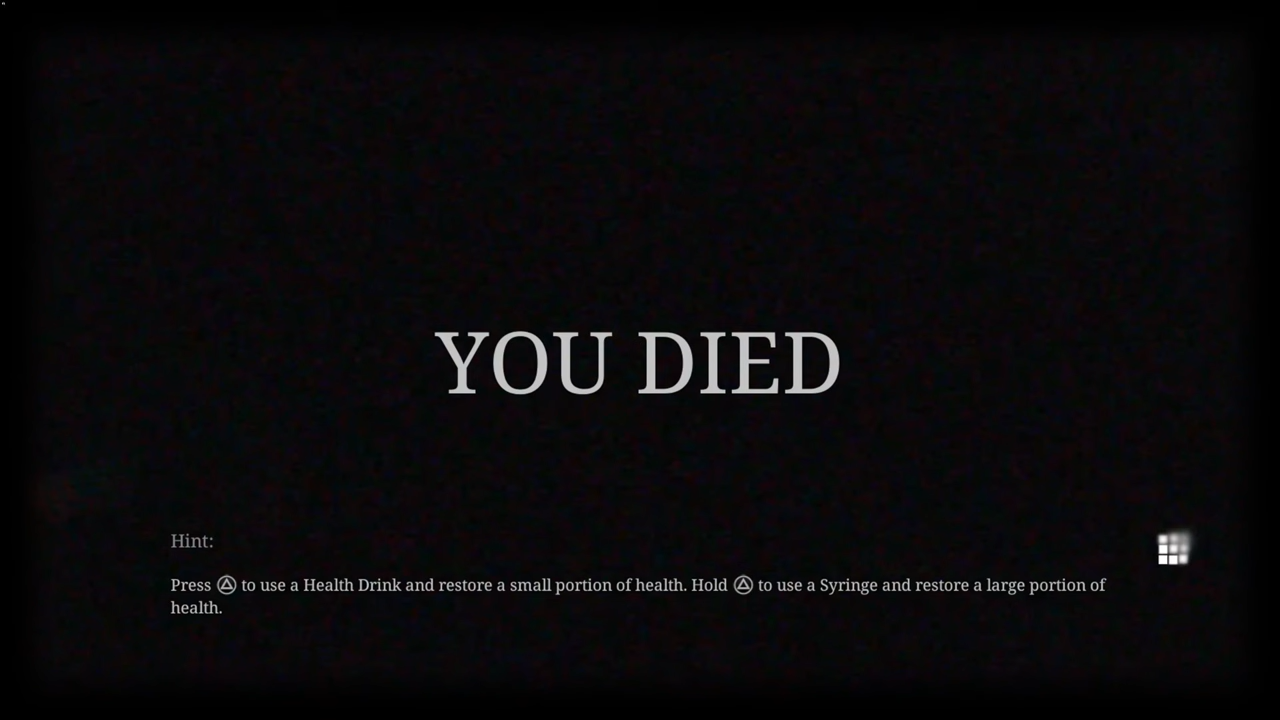 YOU DIED
Hint:
Press Ⓐ to use a Health Drink and restore a small portion of health. Hold Ⓐ to use a Syringe and restore a large portion of
health.